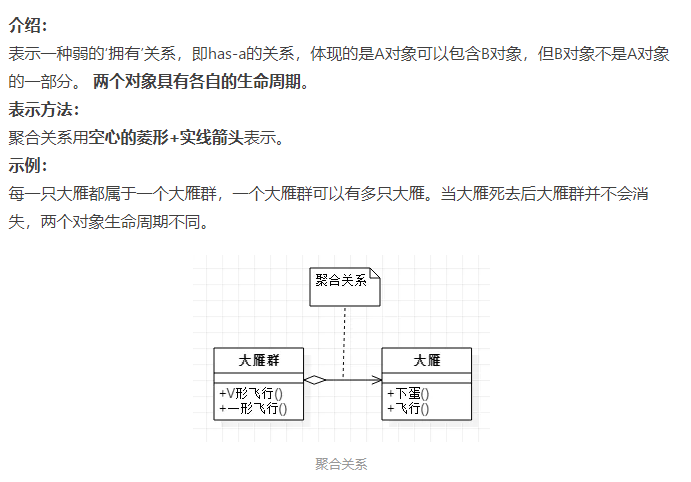 介绍：
表示一种弱的‘拥有’关系，即has-a的关系，体现的是A对象可以包含B对象，但B对象不是A对象
的一部分。 两个对象具有各自的生命周期。
表示方法：
聚合关系用空心的菱形+实线箭头表示。
示例：
每一只大雁都属于一个大雁群，一个大雁群可以有多只大雁。当大雁死去后大雁群并不会消
失，两个对象生命周期不同。
聚合关系
大雁群
+V形飞行()
+一形飞行()
大雁
+下蛋()
+飞行()
聚合关系